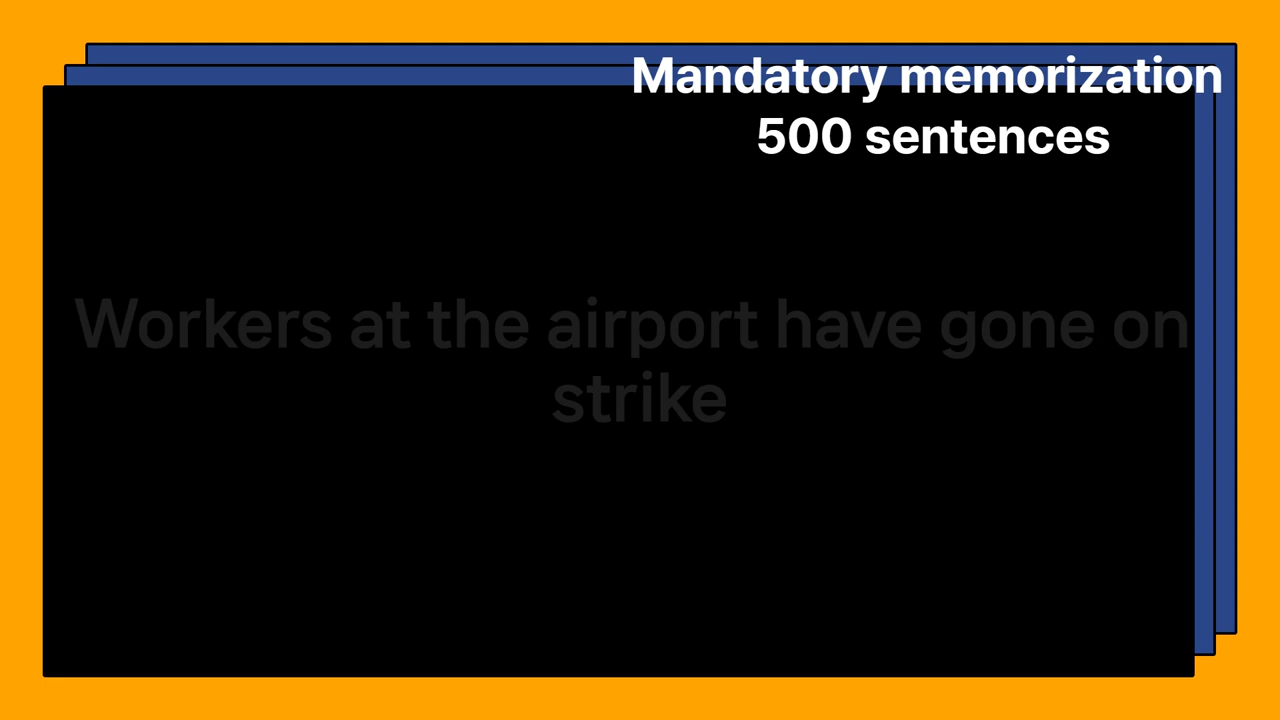 Mandatory memorization
500 sentences
Workers at the airport have gone on
strike